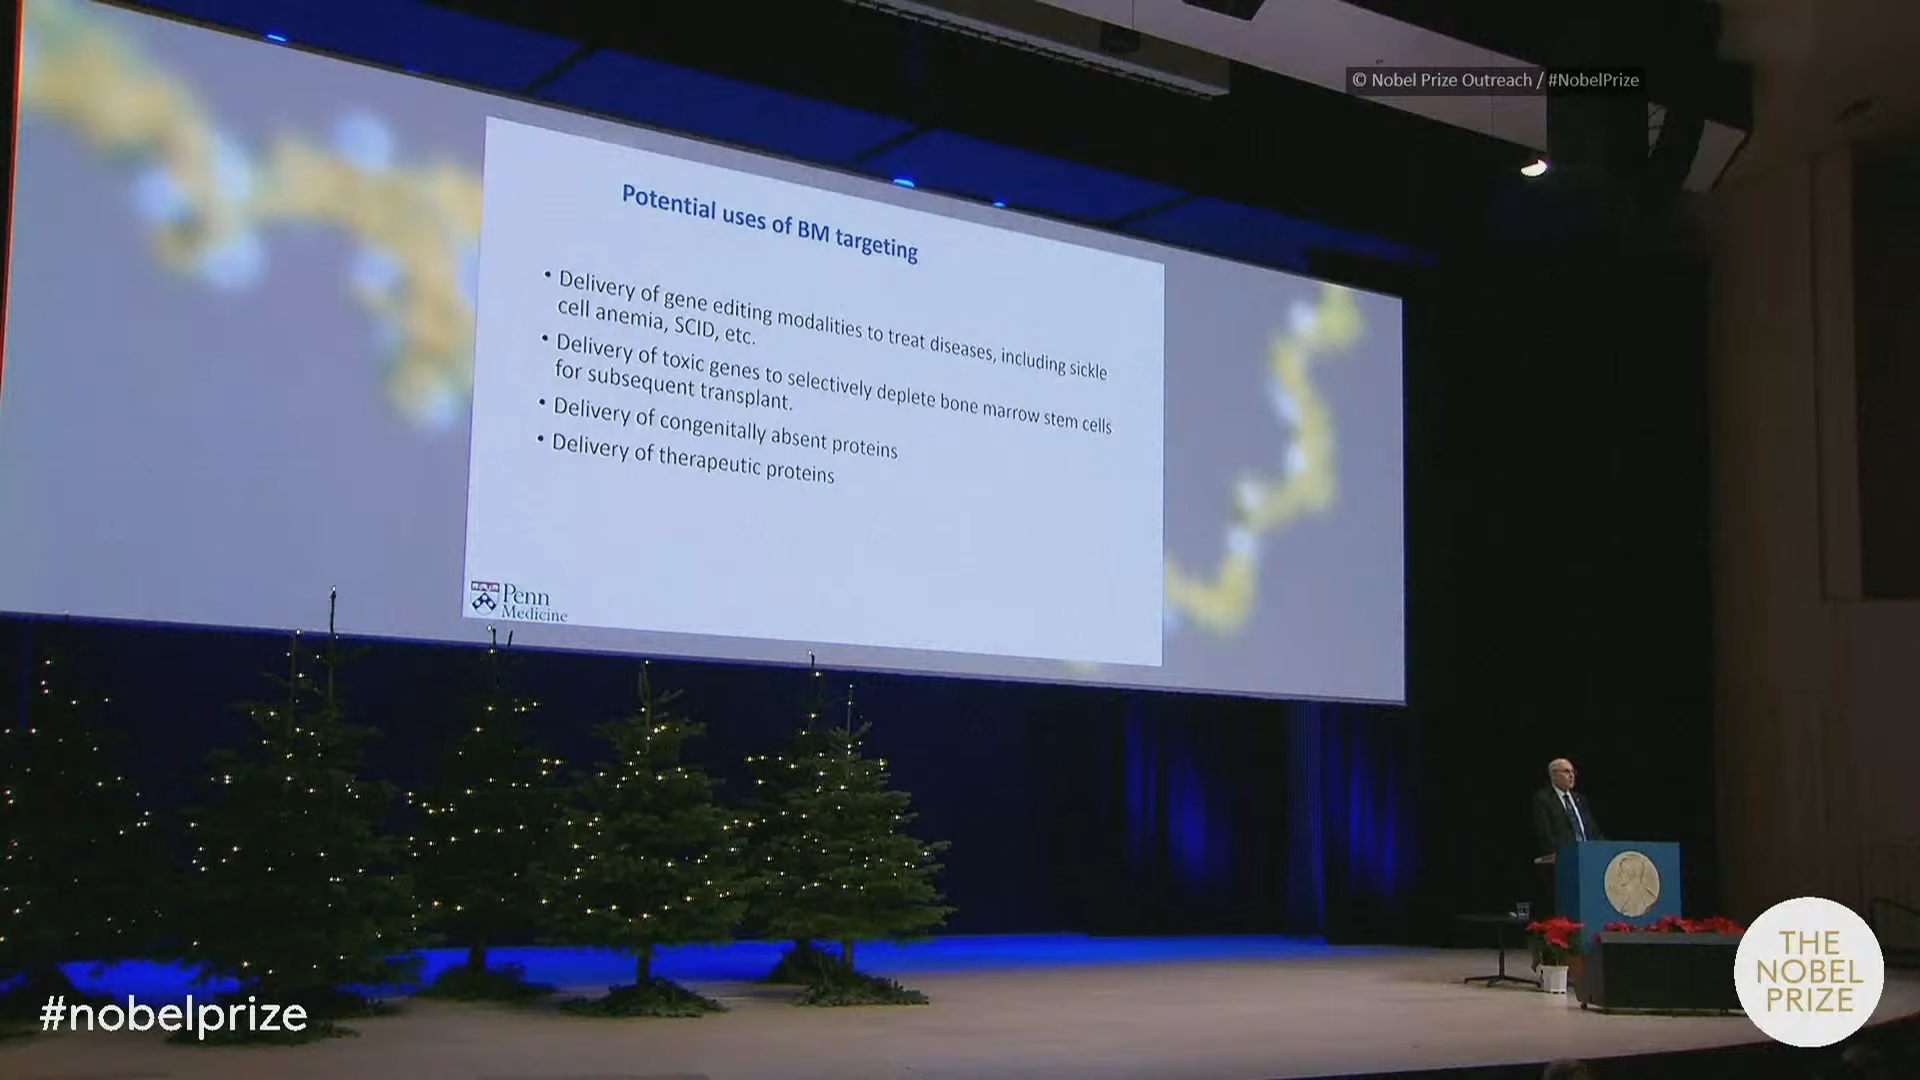 © Nobel Prize Outreach / #NobelPrize
Potential uses of BM targeting
• Delivery of gene editing modalities to treat diseases, including sickle
cell anemia, SCID, etc.
• Delivery of toxic genes to selectively deplete bone marrow stem cells
for subsequent transplant.
• Delivery of congenitally absent proteins
• Delivery of therapeutic proteins
Penn
Medicine
#nobelprize
THE
NOBEL
PRIZE